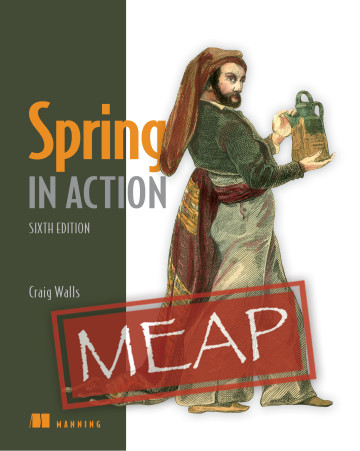 Spring
IN ACTION
SIXTH EDITION
Craig Walls
MEAP
MANNING